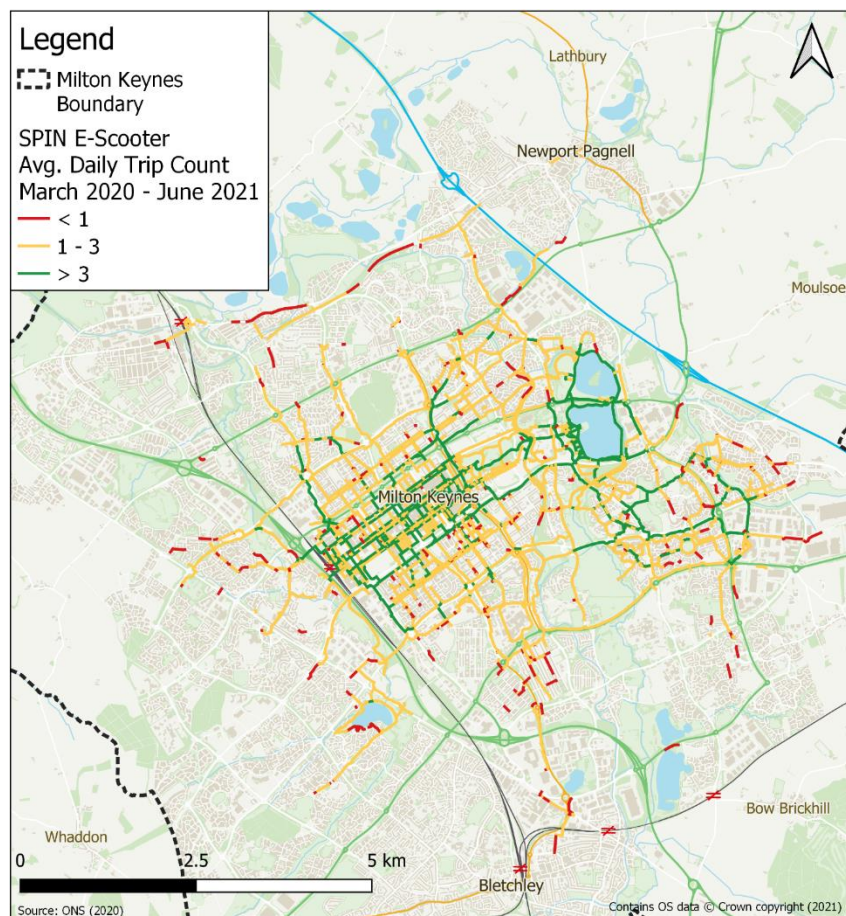 Legend
Milton Keynes
Boundary
SPIN E-Scooter
Avg. Daily Trip Count
March 2020 - June 2021
< 1
1 - 3
> 3
Lathbury
Newport Pagnell
Moulsoe
Milton Keynes
Bow Brickhill
Whaddon
0 2.5 5 km
Bletchley
Source: ONS (2020)
Contains OS data © Crown copyright (2021)